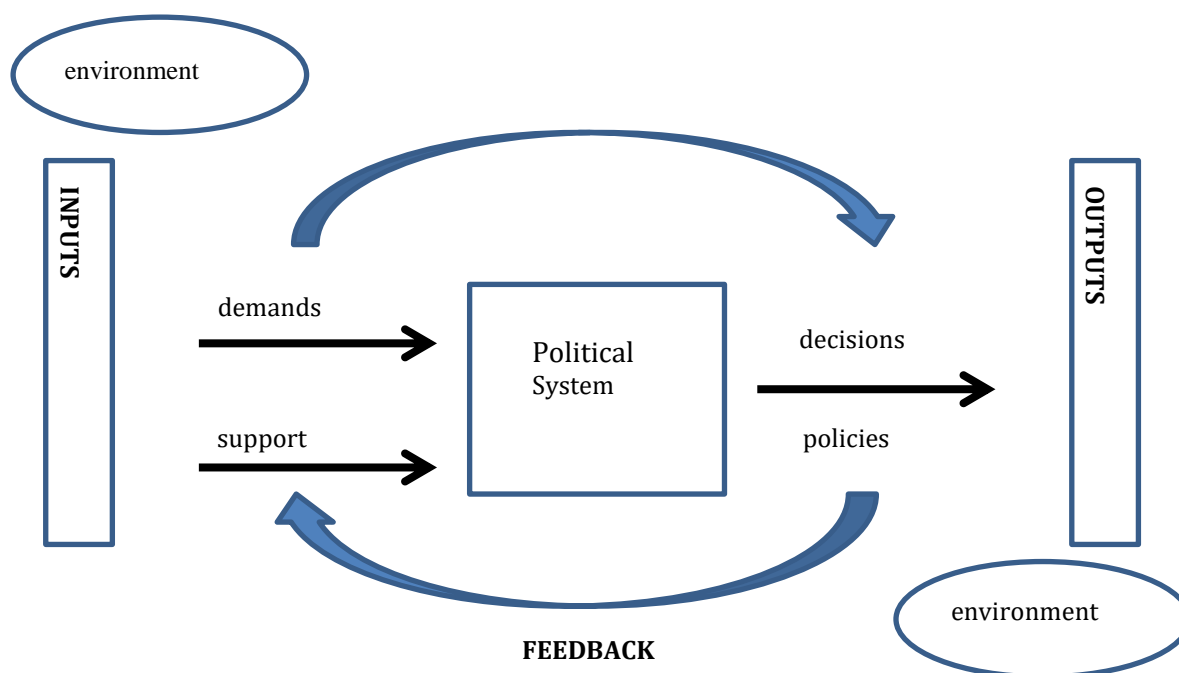 environment
INPUTS
OUTPUTS
demands
Political
System
decisions
support
policies
environment
FEEDBACK